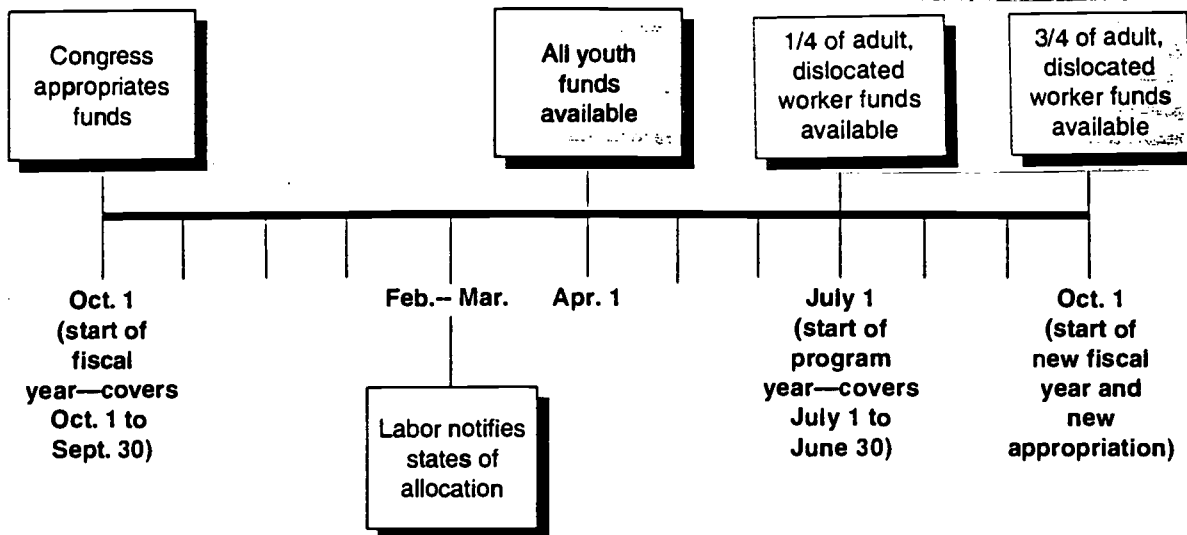 Congress
appropriates
funds
All youth
funds
available
1/4 of adult,
dislocated
worker funds
available
3/4 of adult,
dislocated
worker funds
available
Oct. 1
(start of
fiscal
year—covers
Oct. 1 to
Sept. 30)
Feb.– Mar.
Apr. 1
July 1
(start of
program
year—covers
July 1 to
June 30)
Oct. 1
(start of
new fiscal
year and
new
appropriation)
Labor notifies
states of
allocation